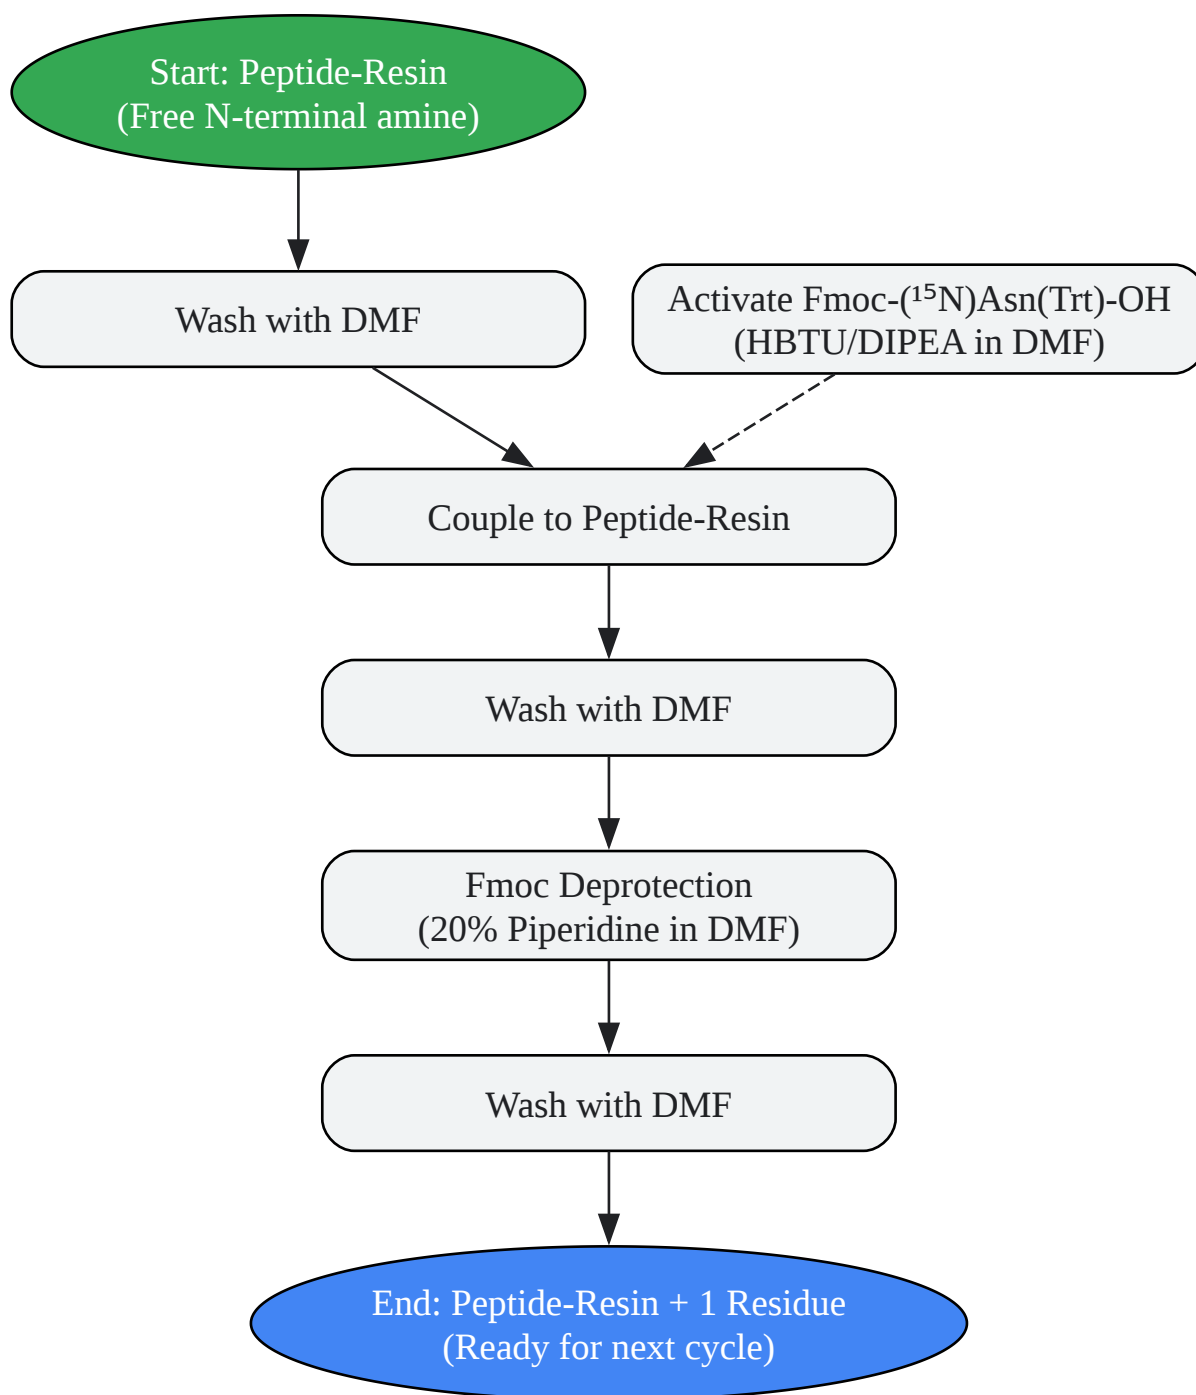 Start: Peptide-Resin
(Free N-terminal amine)
Wash with DMF
Activate Fmoc-(¹⁵N)Asn(Trt)-OH
(HBTU/DIPEA in DMF)
Couple to Peptide-Resin
Wash with DMF
Fmoc Deprotection
(20% Piperidine in DMF)
Wash with DMF
End: Peptide-Resin + 1 Residue
(Ready for next cycle)